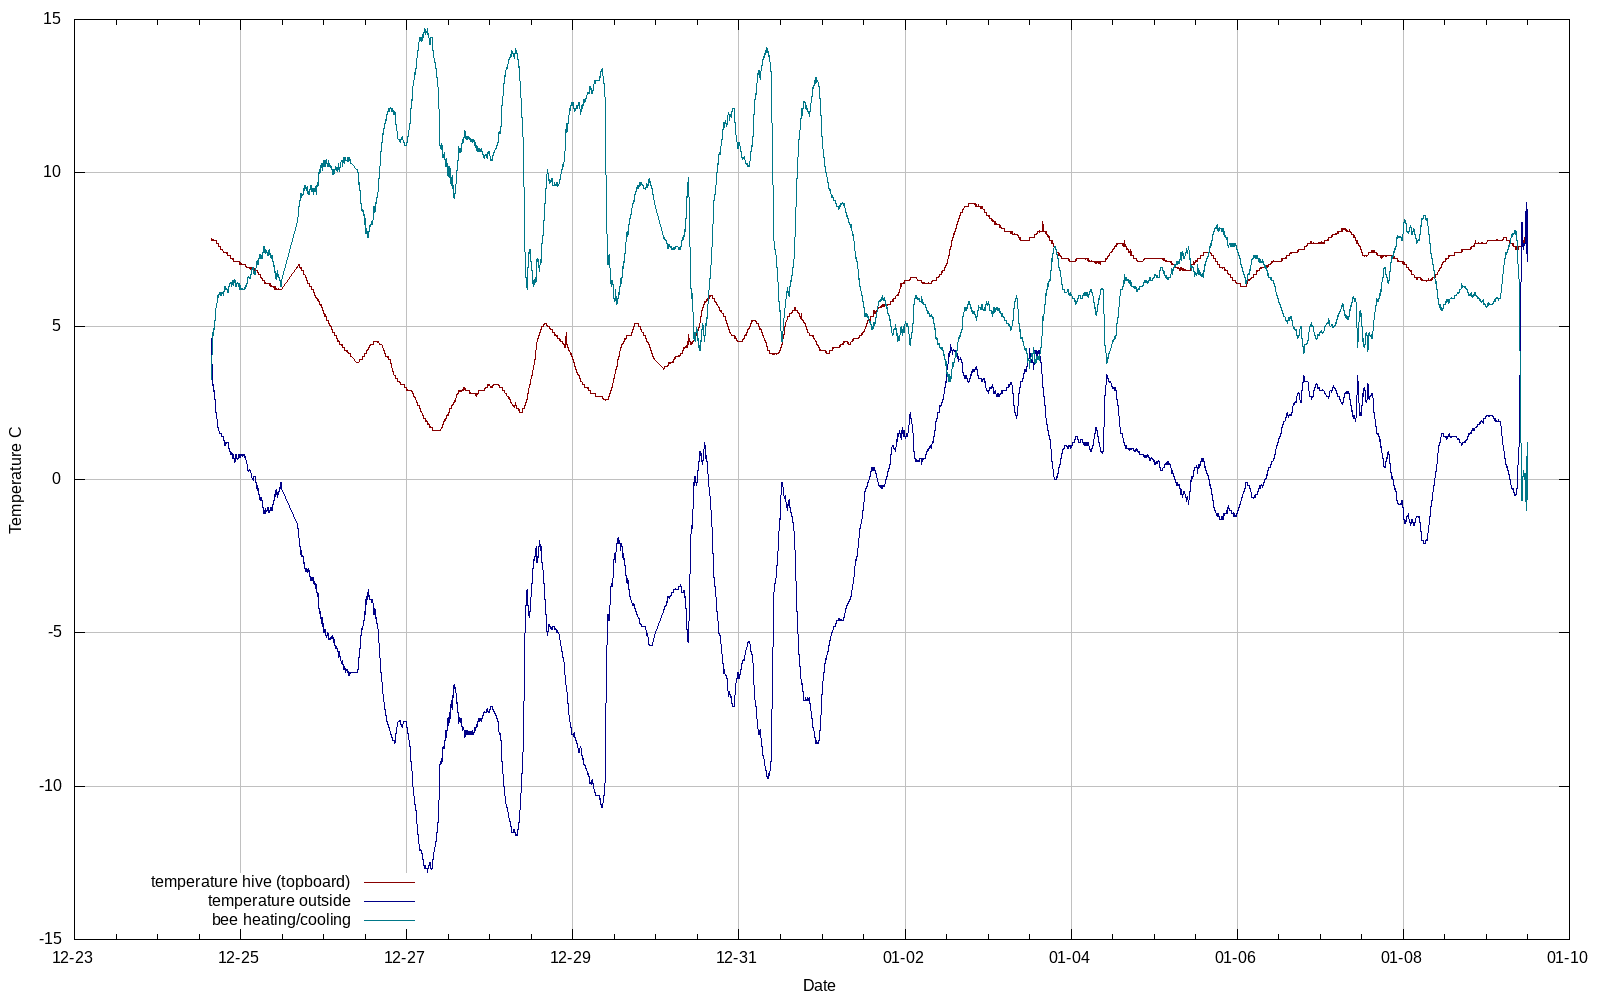 15
10
5
0
-5
-10
-15
Temperature C
temperature hive (topboard)
temperature outside
bee heating/cooling
12-23 12-25 12-27 12-29 12-31 01-02 01-04 01-06 01-08 01-10
Date